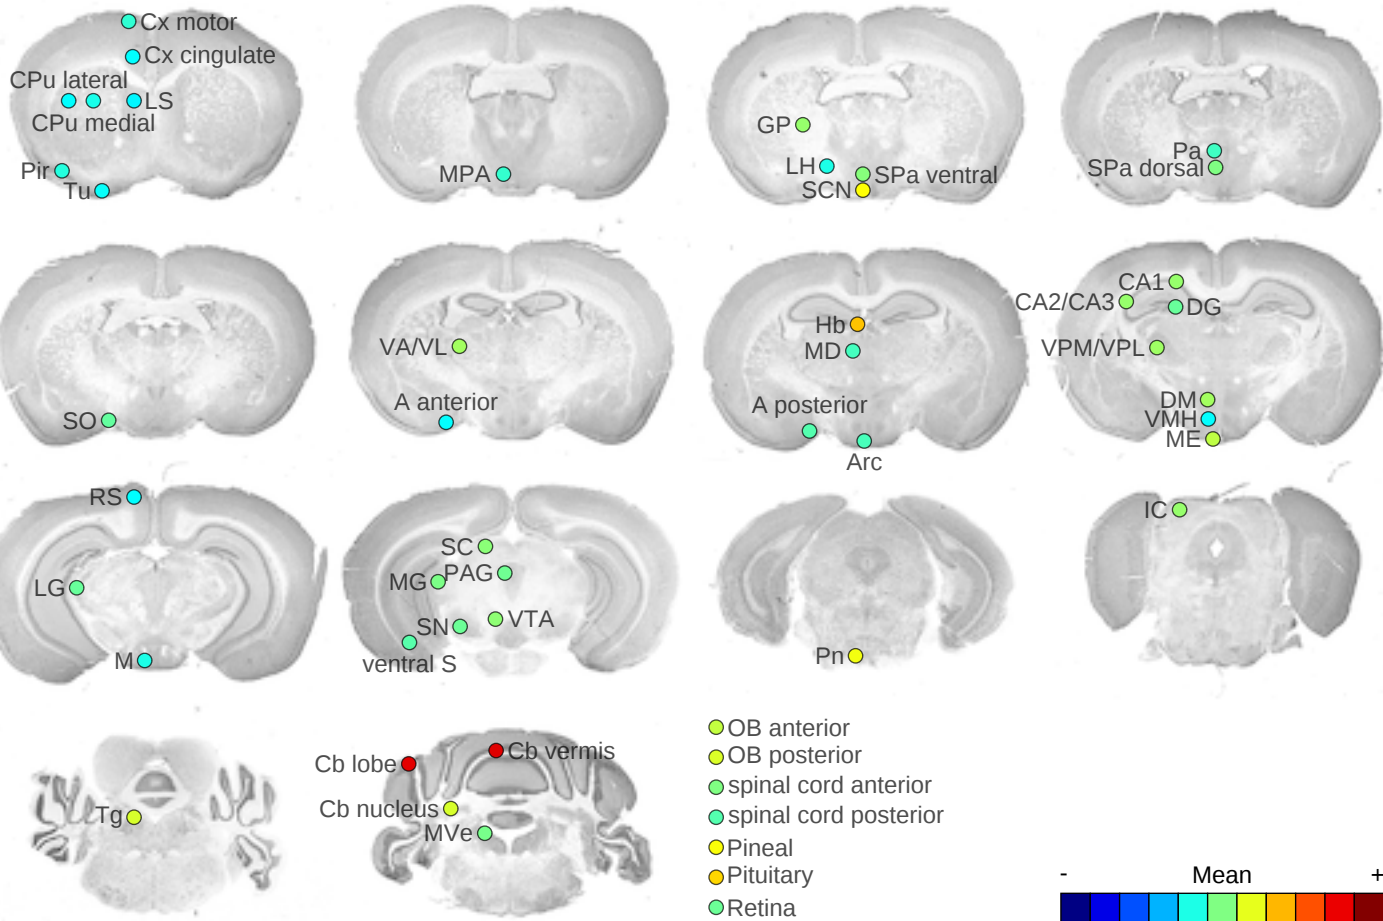 Cx motor
Cx cingulate
CPu lateral
LS
CPu medial
Pir
Tu
MPA
GP
LH
SPa ventral
SCN
Pa
SPa dorsal
SO
VA/VL
A anterior
Hb
MD
A posterior
Arc
CA1
CA2/CA3
DG
VPM/VPL
DM
VMH
ME
RS
LG
M
SC
MG
PAG
SN
VTA
ventral S
Pn
IC
Tg
Cb lobe
Cb vermis
Cb nucleus
MVe
OB anterior
OB posterior
spinal cord anterior
spinal cord posterior
Pineal
Pituitary
Retina
- Mean +